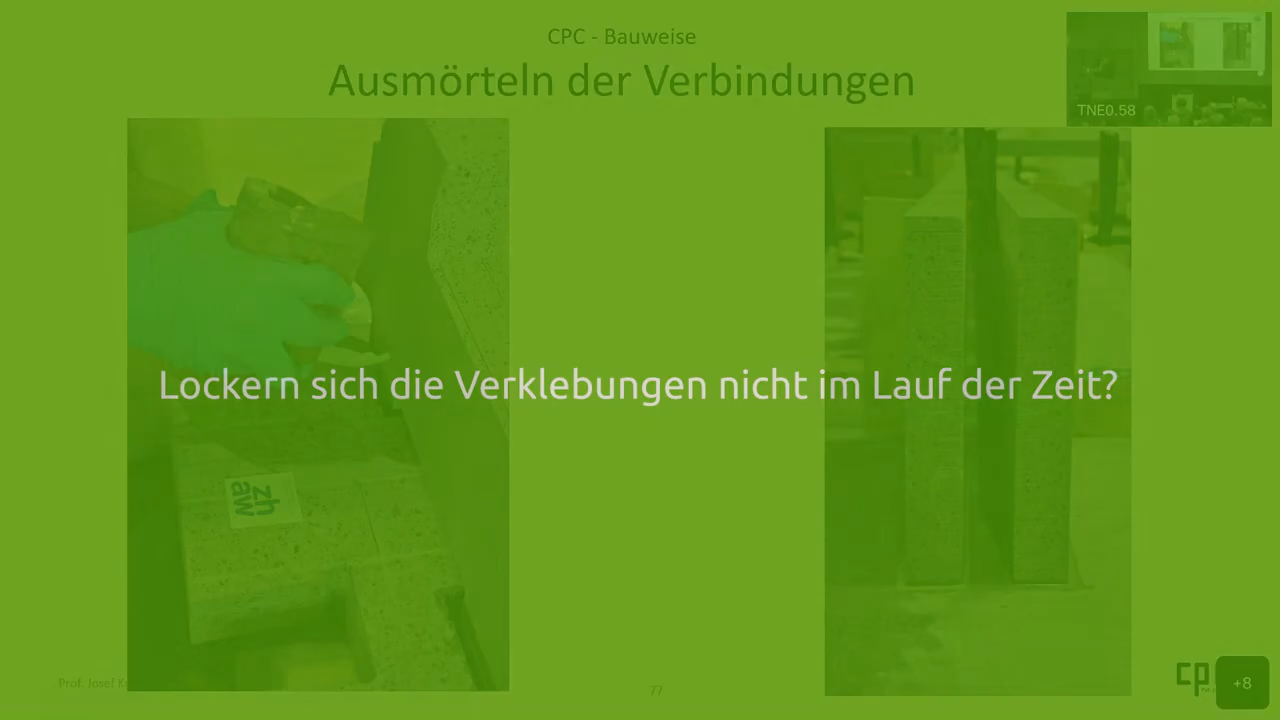 CPC - Bauweise
Ausmörteln der Verbindungen
TNE0.58
Lockern sich die Verklebungen nicht im Lauf der Zeit?
zh
aw
Prof. Josef
77
cp
+8